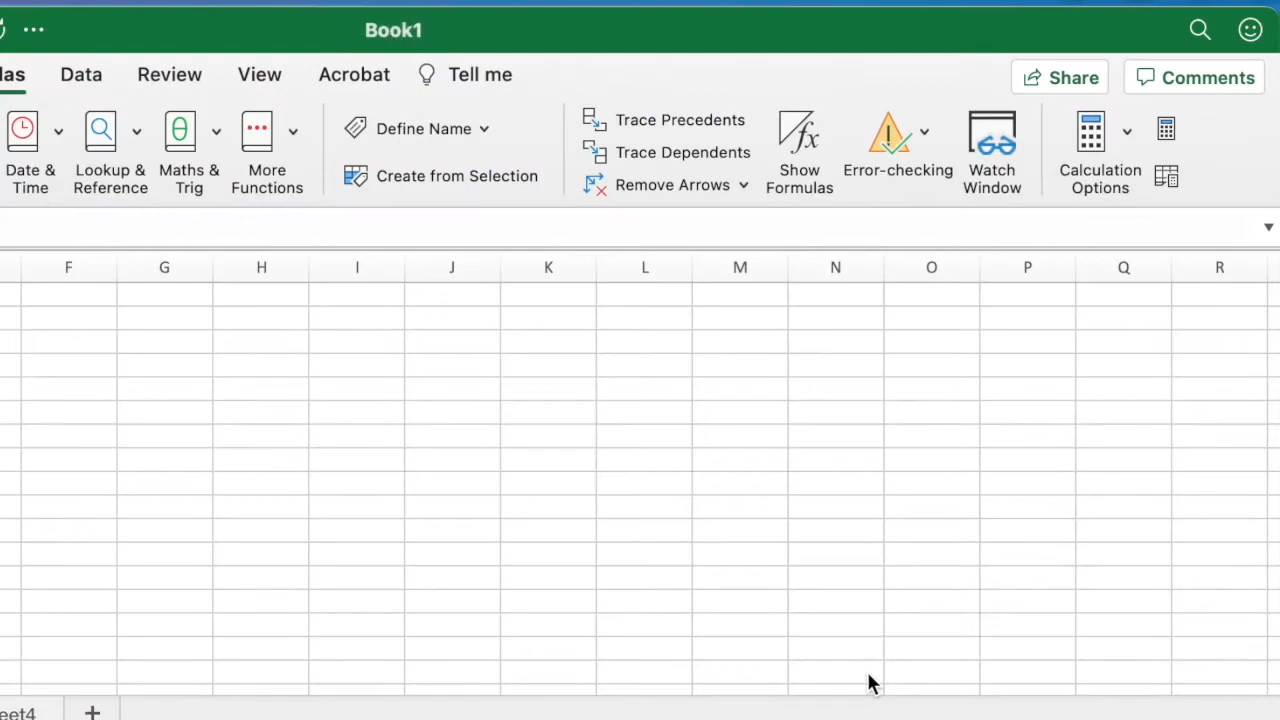 Book1
las Data Review View Acrobat Tell me Share Comments
Date & Time
Lookup & Reference
Maths & Trig
More Functions
Define Name
Create from Selection
Trace Precedents
Trace Dependents
Remove Arrows
Show Formulas
Error-checking
Watch Window
Calculation Options
F G H I J K L M N O P Q R
eet4